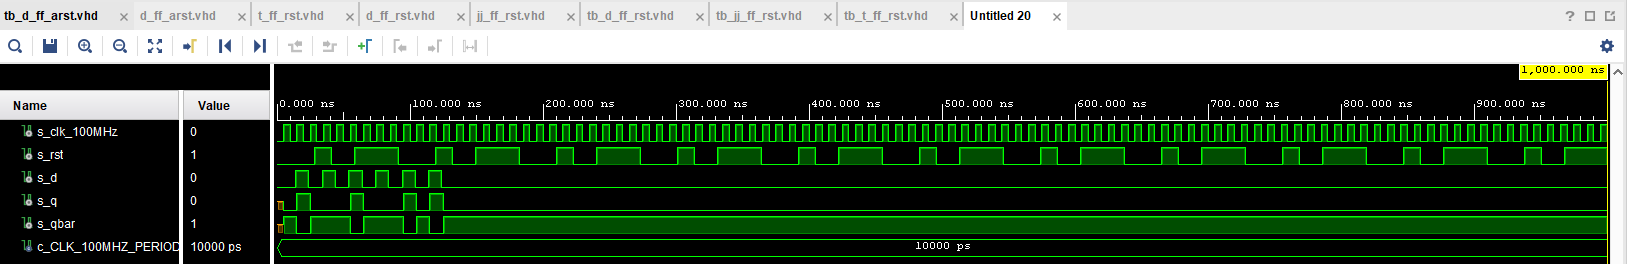 tb_d_ff_arst.vhd × d_ff_arst.vhd × t_ff_rst.vhd × d_ff_rst.vhd × jj_ff_rst.vhd × tb_d_ff_rst.vhd × tb_jj_ff_rst.vhd × tb_t_ff_rst.vhd × Untitled 20 × ?
1,000.000 ns
Name Value 0.000 ns 100.000 ns 200.000 ns 300.000 ns 400.000 ns 500.000 ns 600.000 ns 700.000 ns 800.000 ns 900.000 ns
s_clk_100MHz 0
s_rst 1
s_d 0
s_q 0
s_qbar 1
c_CLK_100MHZ_PERIOD 10000 ps 10000 ps